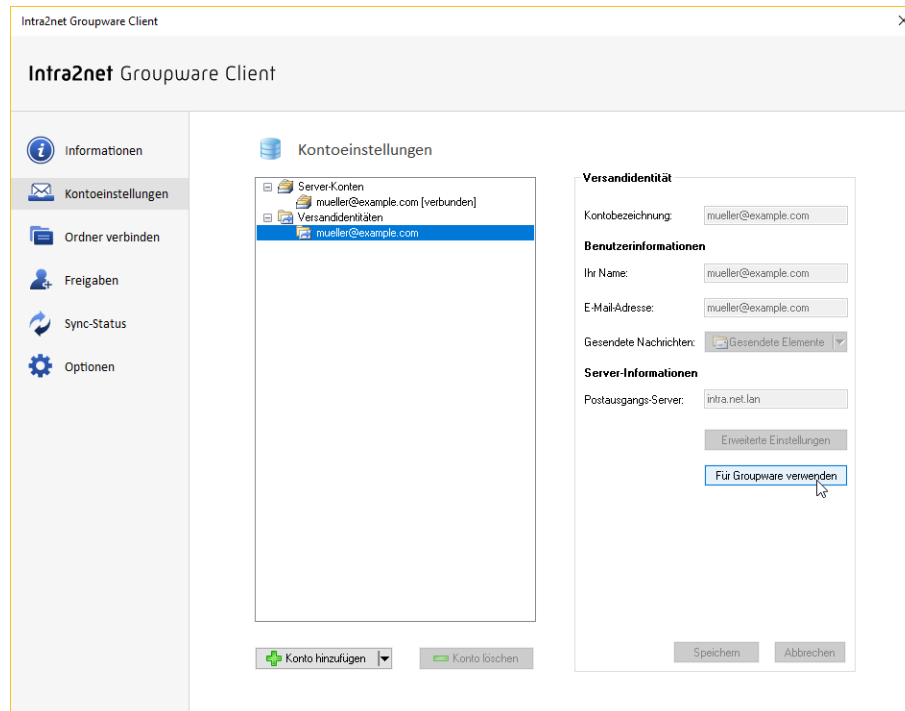 Intra2net Groupware Client
Intra2net Groupware Client
Informationen
Kontoeinstellungen
Ordner verbinden
Freigaben
Sync-Status
Optionen
Kontoeinstellungen
Server-Konten
mueller@example.com [verbunden]
Versandidentitäten
mueller@example.com
Konto hinzufügen
Konto löschen
Versandidentität
Kontobezeichnung: mueller@example.com
Benutzerinformationen
Ihr Name: mueller@example.com
E-Mail-Adresse: mueller@example.com
Gesendete Nachrichten: Gesendete Elemente
Server-Informationen
Postausgangs-Server: intra.net.lan
Erweiterte Einstellungen
Für Groupware verwenden
Speichern Abbrechen